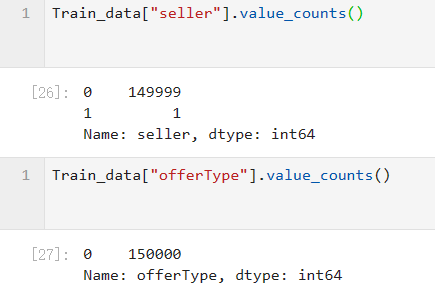 1 Train_data["seller"].value_counts()
[26]: 0    149999
1         1
Name: seller, dtype: int64
1 Train_data["offerType"].value_counts()
[27]: 0    150000
Name: offerType, dtype: int64